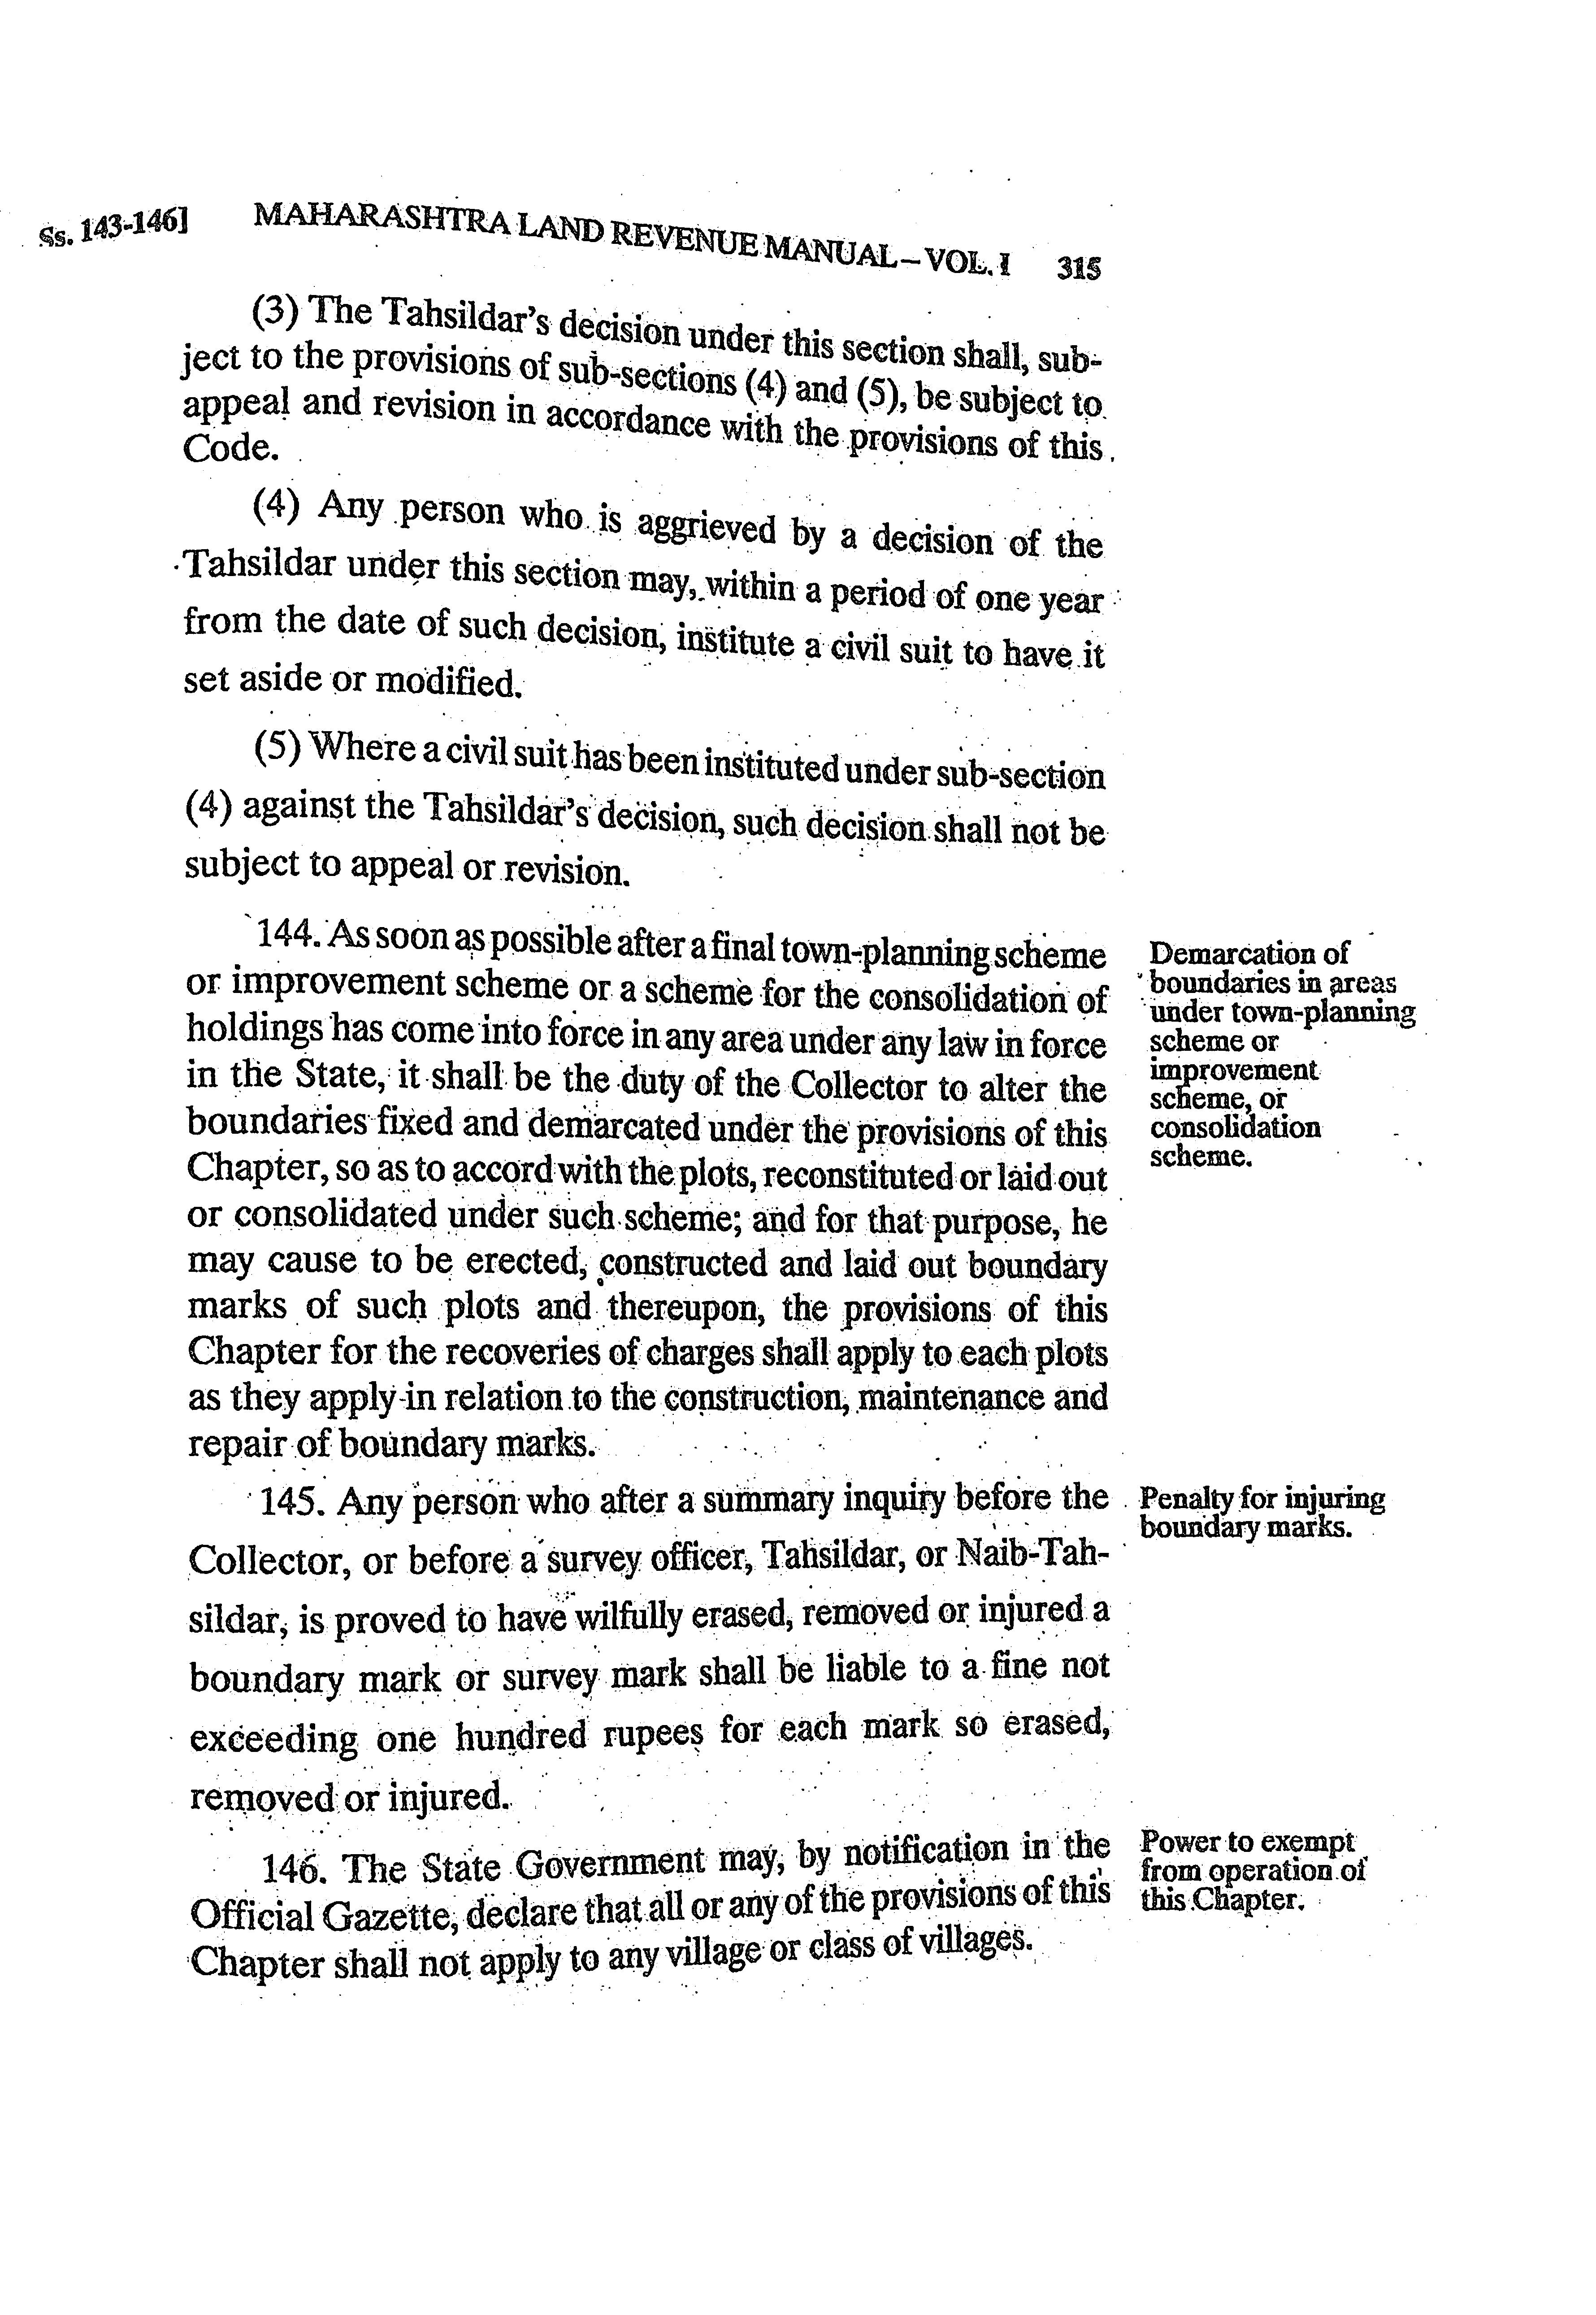 Ss. 143-146] MAHARASHTRA LAND REVENUE MANUAL – VOL. I 315
(3) The Tahsildar's decision under this section shall, sub-
ject to the provisions of sub-sections (4) and (5), be subject to
appeal and revision in accordance with the provisions of this
Code.
(4) Any person who is aggrieved by a decision of the
Tahsildar under this section may, within a period of one year
from the date of such decision, institute a civil suit to have it
set aside or modified.
(5) Where a civil suit has been instituted under sub-section
(4) against the Tahsildar's decision, such decision shall not be
subject to appeal or revision.
144. As soon as possible after a final town-planning scheme
or improvement scheme or a scheme for the consolidation of
holdings has come into force in any area under any law in force
in the State, it shall be the duty of the Collector to alter the
boundaries fixed and demarcated under the provisions of this
Chapter, so as to accord with the plots, reconstituted or laid out
or consolidated under such scheme; and for that purpose, he
may cause to be erected, constructed and laid out boundary
marks of such plots and thereupon, the provisions of this
Chapter for the recoveries of charges shall apply to each plots
as they apply in relation to the construction, maintenance and
repair of boundary marks.
Demarcation of
boundaries in areas
under town-planning
scheme or
improvement
scheme, or
consolidation
scheme.
145. Any person who after a summary inquiry before the
Collector, or before a survey officer, Tahsildar, or Naib-Tah-
sildar, is proved to have wilfully erased, removed or injured a
boundary mark or survey mark shall be liable to a fine not
exceeding one hundred rupees for each mark so erased,
removed or injured.
Penalty for injuring
boundary marks.
146. The State Government may, by notification in the
Official Gazette, declare that all or any of the provisions of this
Chapter shall not apply to any village or class of villages.
Power to exempt
from operation of
this Chapter.